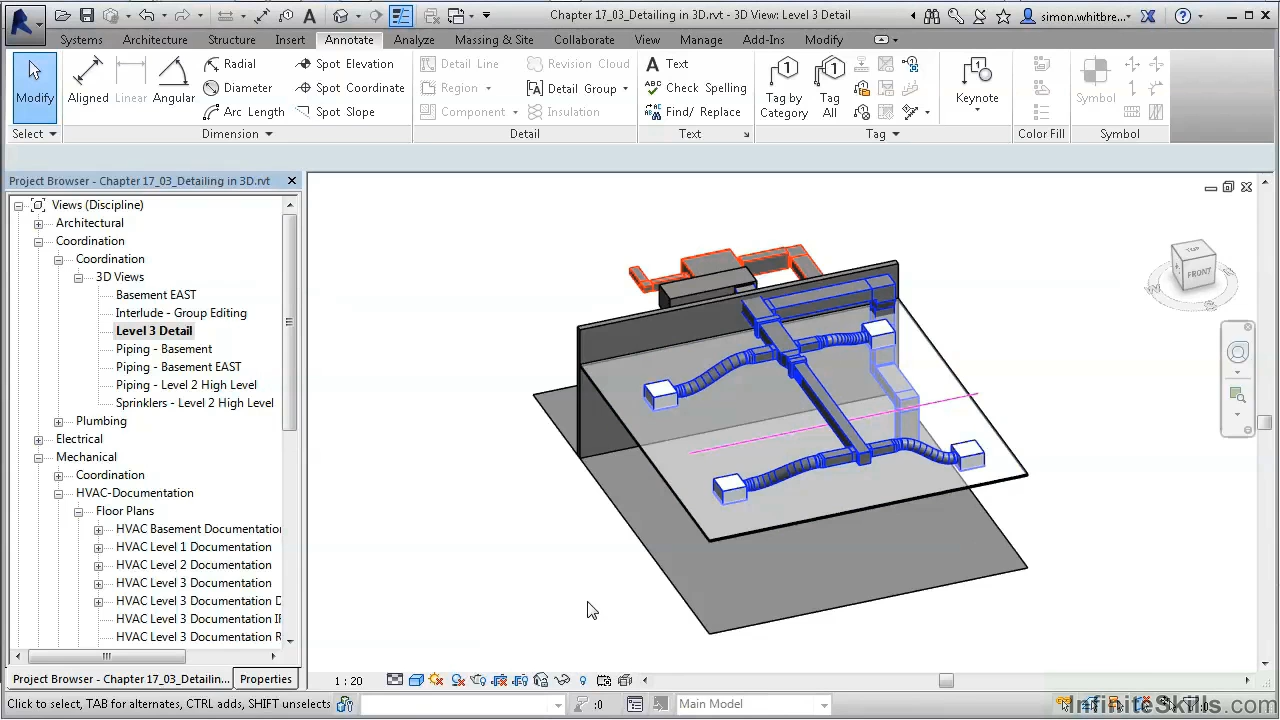 Chapter 17_03_Detailing in 3D.rvt - 3D View: Level 3 Detail
simon.whitbre...
Systems Architecture Structure Insert Annotate Analyze Massing & Site Collaborate View Manage Add-Ins Modify
Modify
Select
Aligned
Linear
Angular
Radial
Diameter
Arc Length
Spot Elevation
Spot Coordinate
Spot Slope
Dimension
Detail Line
Region
Component
Revision Cloud
Detail Group
Insulation
Detail
Text
Check Spelling
Find/ Replace
Text
Tag by
Category
Tag
All
Tag
Keynote
Color Fill
Symbol
Symbol
Project Browser - Chapter 17_03_Detailing in 3D.rvt
Views (Discipline)
Architectural
Coordination
Coordination
3D Views
Basement EAST
Interlude - Group Editing
Level 3 Detail
Piping - Basement
Piping - Basement EAST
Piping - Level 2 High Level
Sprinklers - Level 2 High Level
Plumbing
Electrical
Mechanical
Coordination
HVAC-Documentation
Floor Plans
HVAC Basement Documentatio
HVAC Level 1 Documentation
HVAC Level 2 Documentation
HVAC Level 3 Documentation
HVAC Level 3 Documentation D
HVAC Level 3 Documentation
HVAC Level 3 Documentation R
TOP
FRONT
Project Browser - Chapter 17_03_Detailin...
Properties
1 : 20
Click to select, TAB for alternates, CTRL adds, SHIFT unselects
:0
Main Model
InfiniteSkills.com